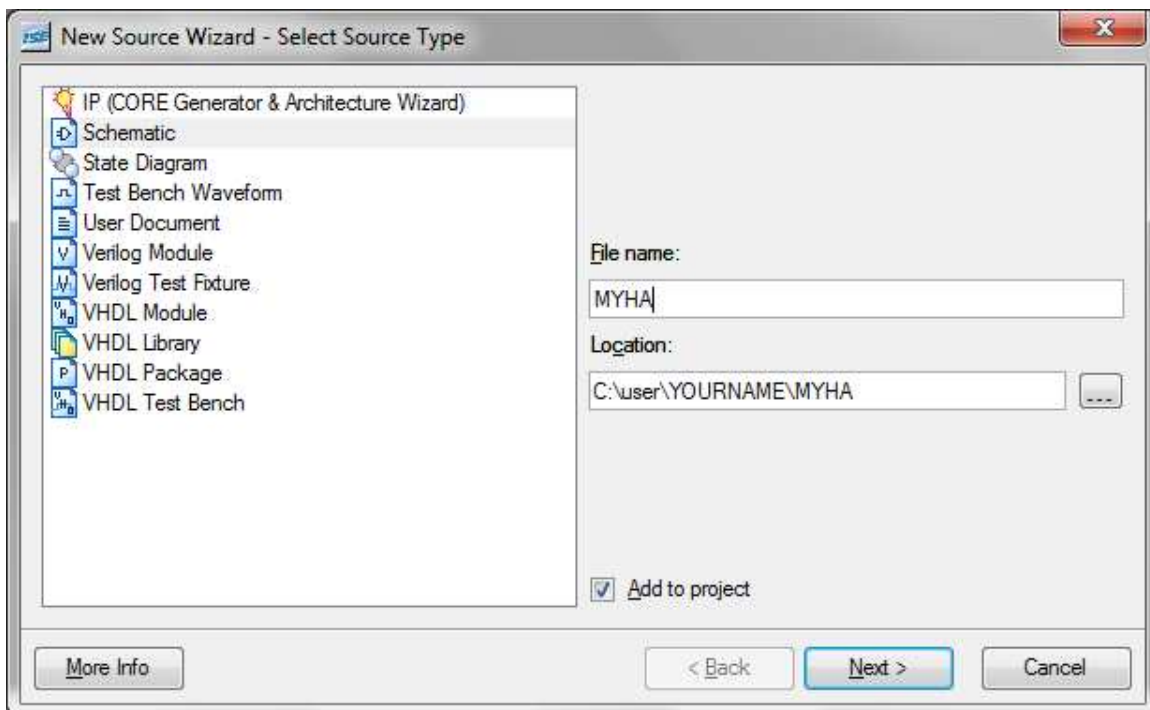 ISE New Source Wizard - Select Source Type
IP (CORE Generator & Architecture Wizard)
Schematic
State Diagram
Test Bench Waveform
User Document
Verilog Module
Verilog Test Fixture
VHDL Module
VHDL Library
VHDL Package
VHDL Test Bench
File name:
MYHA
Location:
C:\user\YOURNAME\MYHA
...
Add to project
More Info
< Back
Next >
Cancel